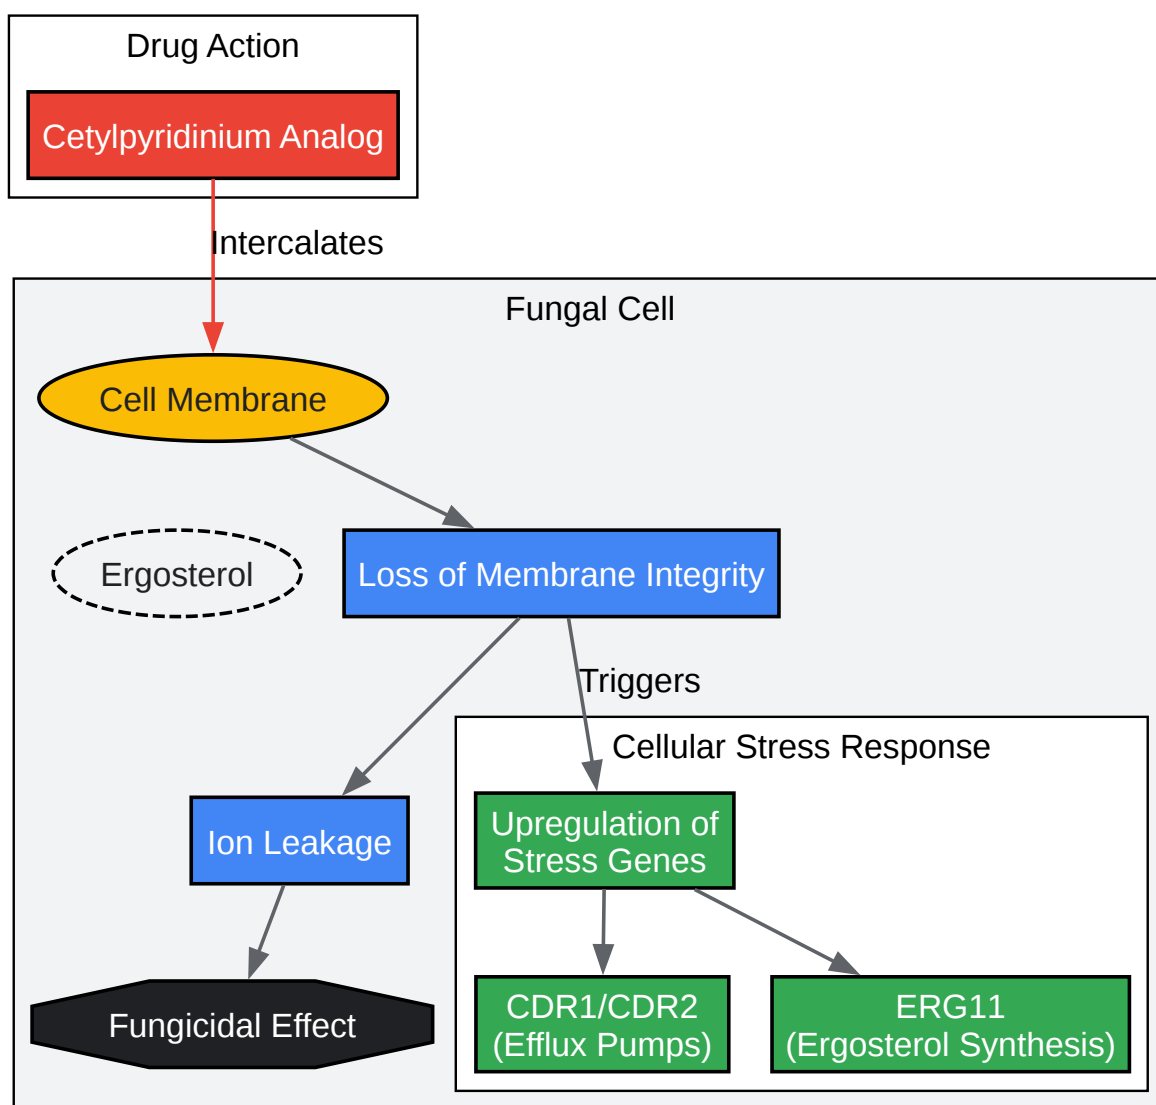 Drug Action
Cetylpyridinium Analog
Intercalates
Fungal Cell
Cell Membrane
Ergosterol
Loss of Membrane Integrity
Triggers
Cellular Stress Response
Upregulation of
Stress Genes
Ion Leakage
CDR1/CDR2
(Efflux Pumps)
ERG11
(Ergosterol Synthesis)
Fungicidal Effect